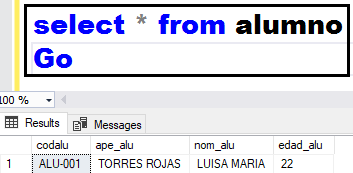 select * from alumno
Go
100 %
Results Messages
codalu ape_alu nom_alu edad_alu
1 ALU-001 TORRES ROJAS LUISA MARIA 22